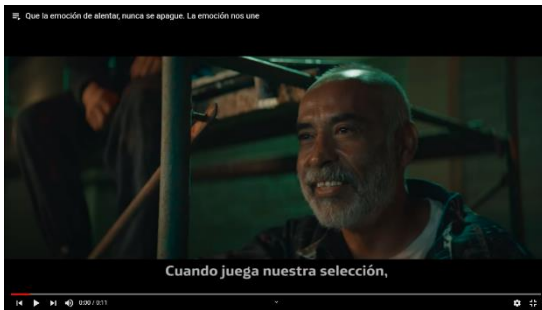 Que la emoción de alentar, nunca se apague. La emoción nos une
Cuando juega nuestra selección,
0:00 / 0:11